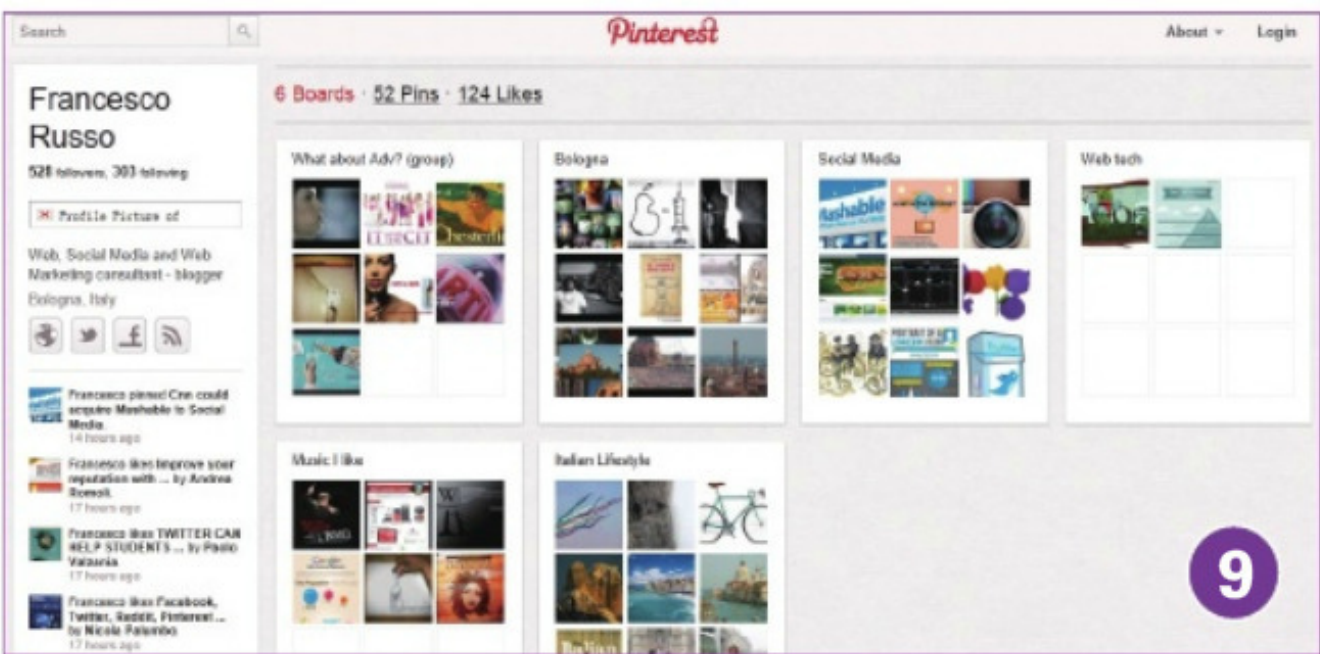 Search
Pinterest
About
Login
Francesco
Russo
528 followers, 303 following
Profile Picture of
Web, Social Media and Web
Marketing consultant - blogger
Bologna, Italy
Francesco pinned Cnn could
acquire Mashable to Social
Media.
14 hours ago
Francesco likes Improve your
reputation with ... by Andrea
Romoli.
17 hours ago
Francesco likes TWITTER CAN
HELP STUDENTS ... by Paolo
Valzania.
17 hours ago
Francesco likes Facebook,
Twitter, Reddit, Pinterest ...
by Nicola Palumbo.
17 hours ago
6 Boards · 52 Pins · 124 Likes
What about Adv? (group)
Bologna
Social Media
Mashable
Web tech
Music I like
Italian Lifestyle
9